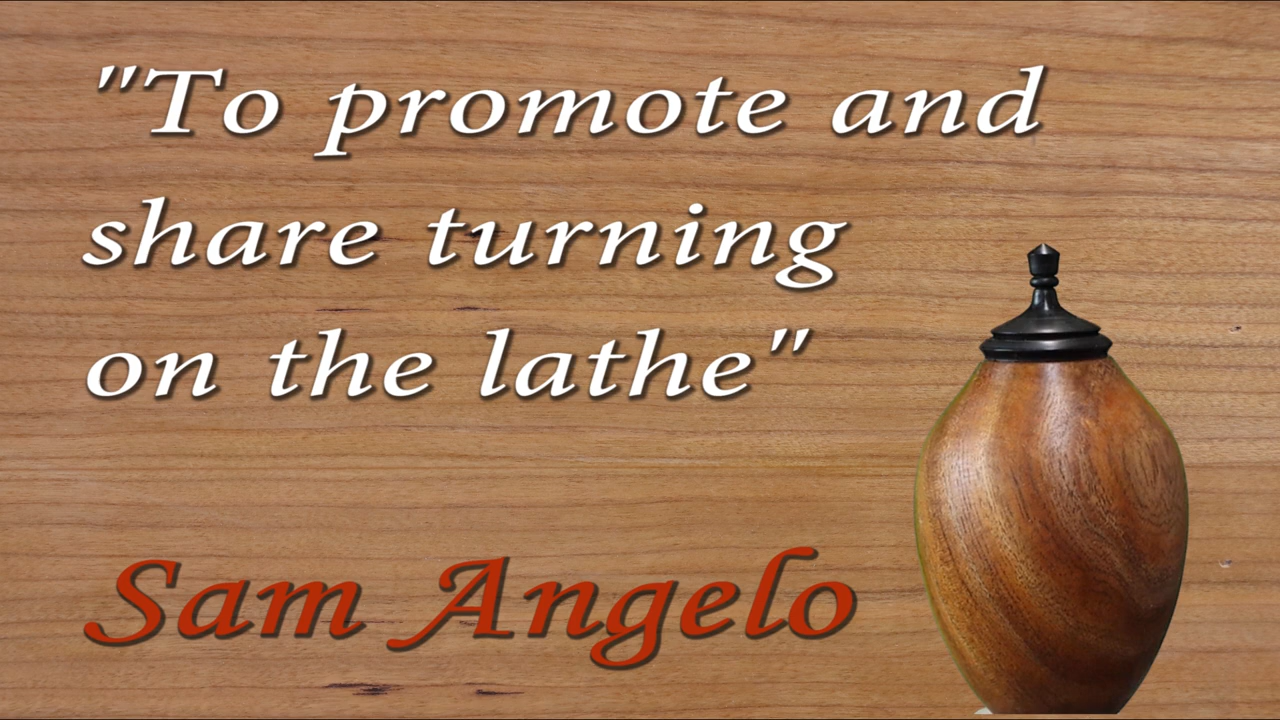 "To promote and
share turning
on the lathe"
Sam Angelo